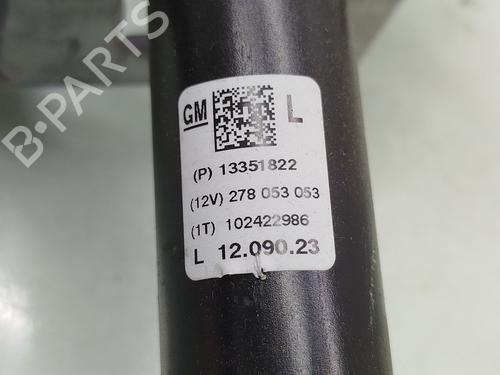 B-PARTS
GM L
(P) 13351822
(12V) 278 053 053
(1T) 102422986
L 12.090.23